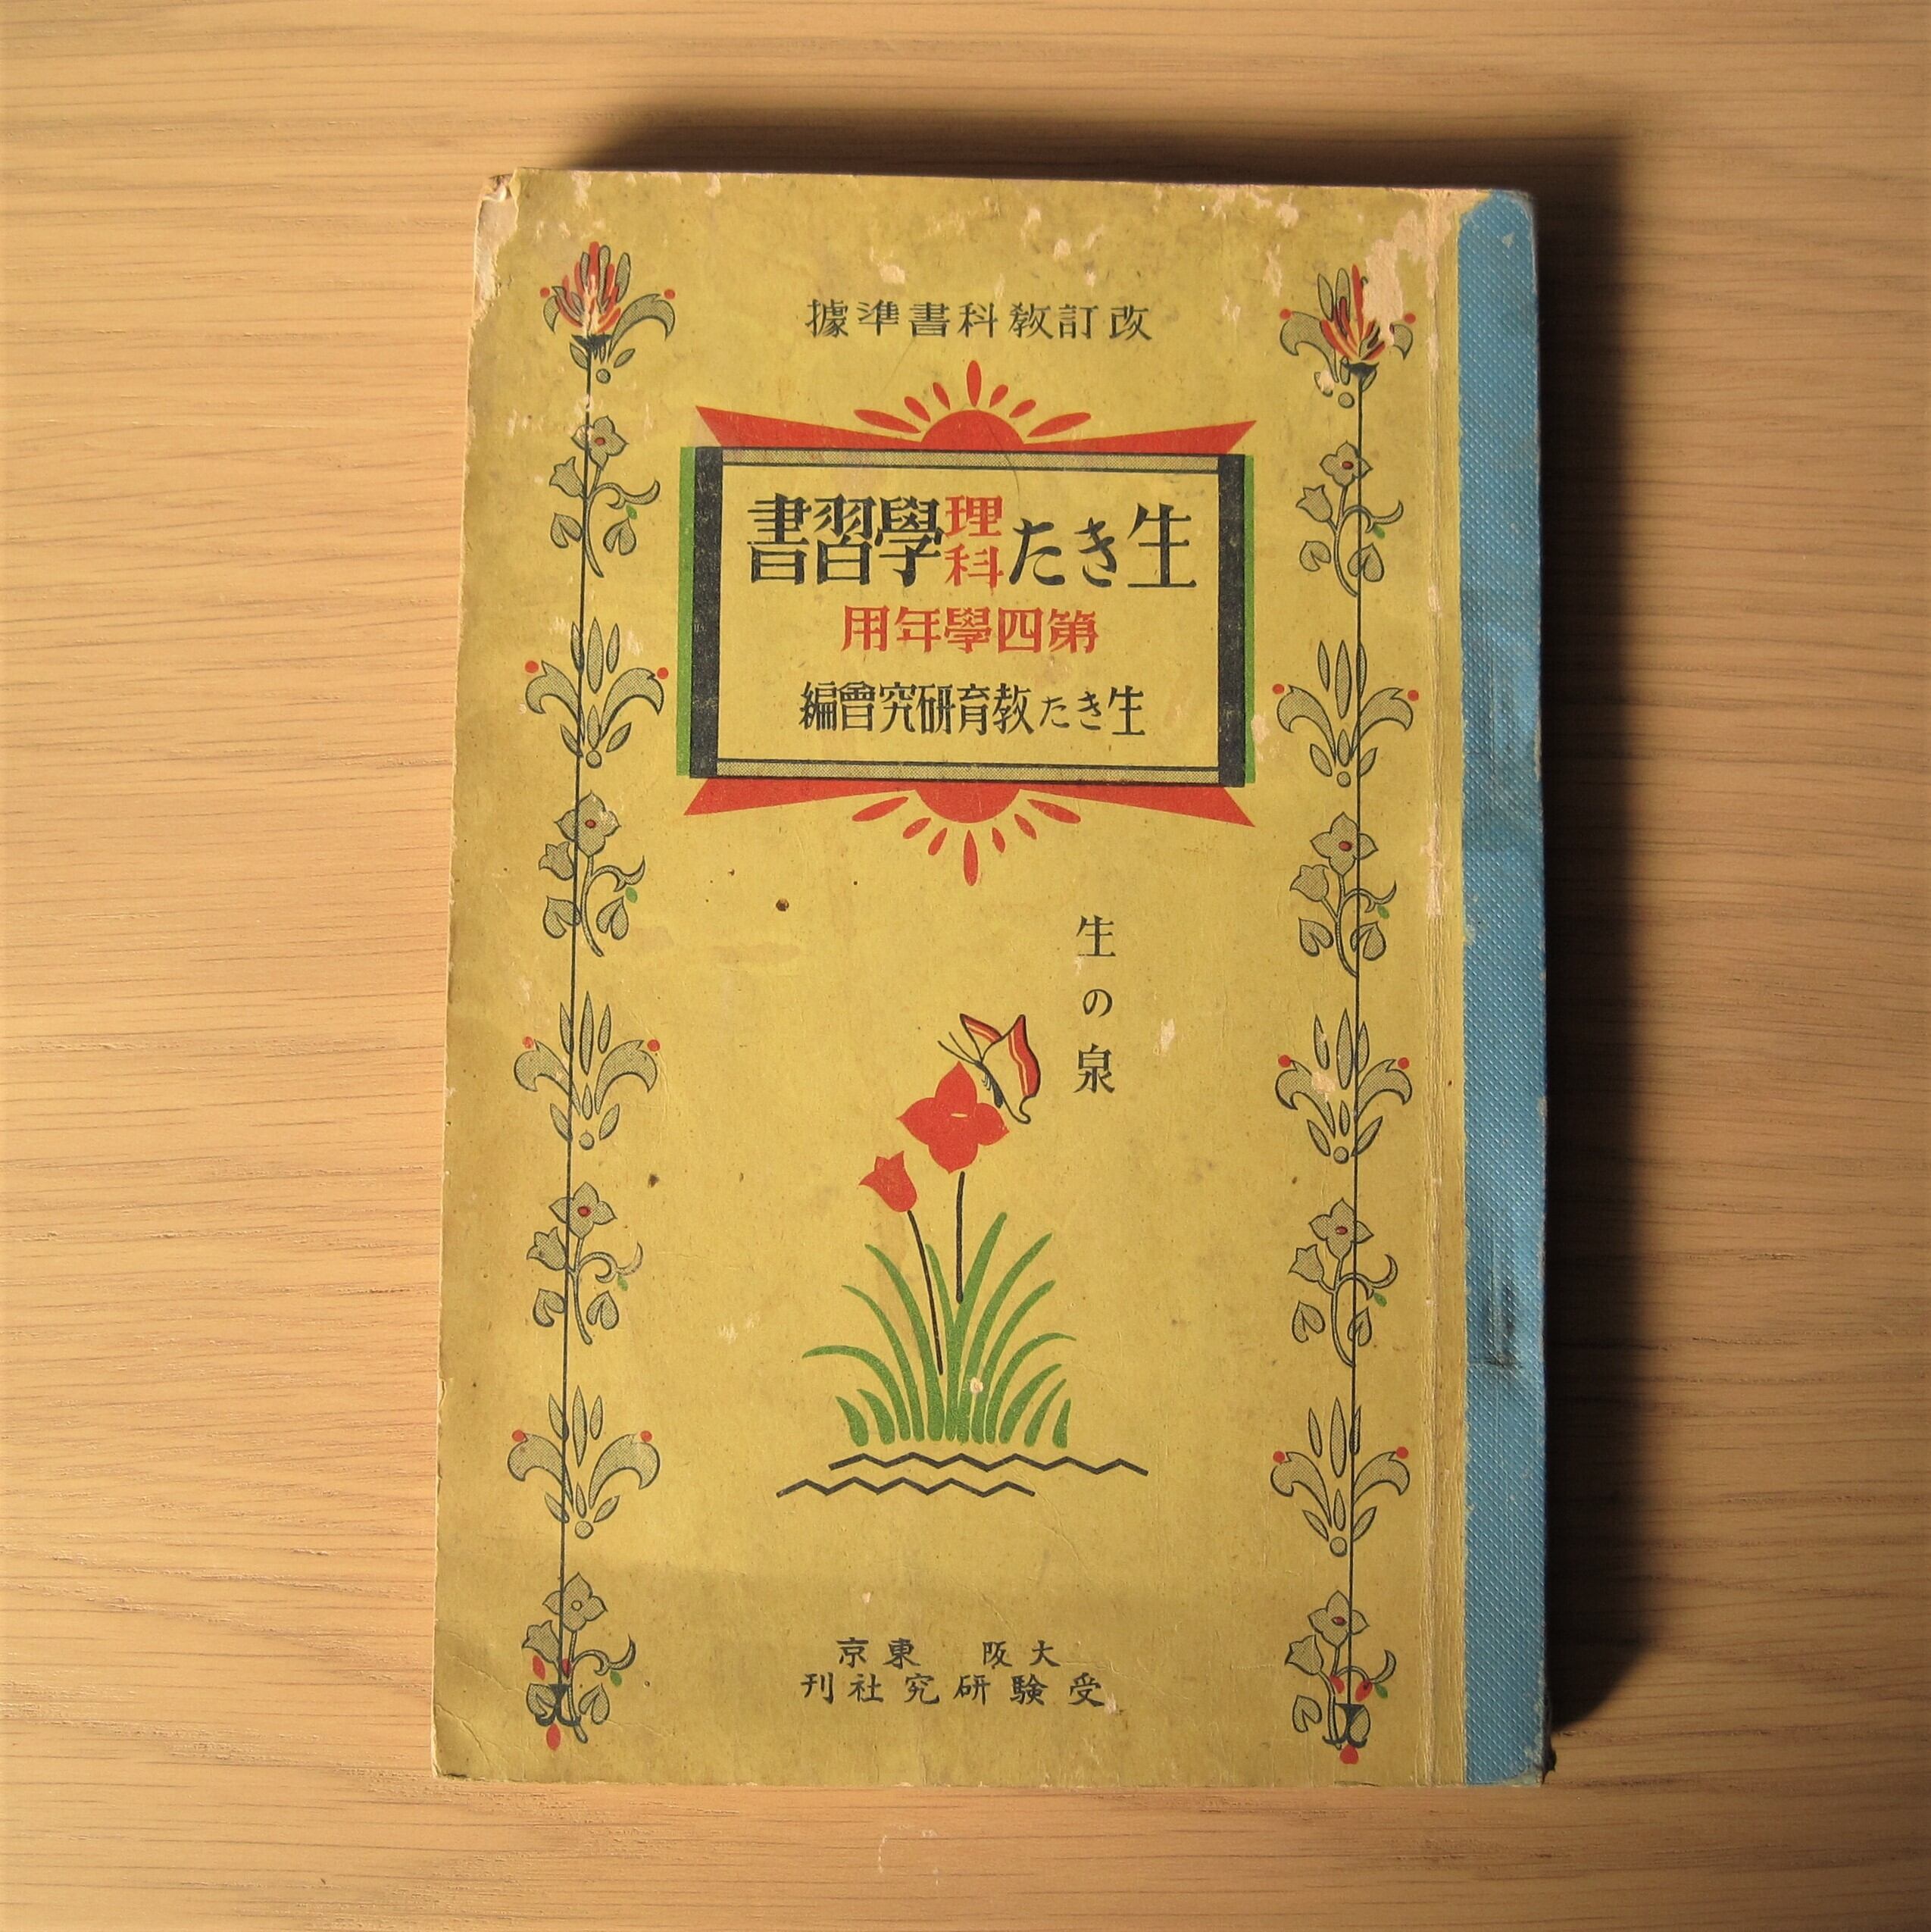 改訂教科書準據
生きた理科學習書
第四學年用
生きた教育研究會編
生の泉
大阪 東京
受験研究社刊